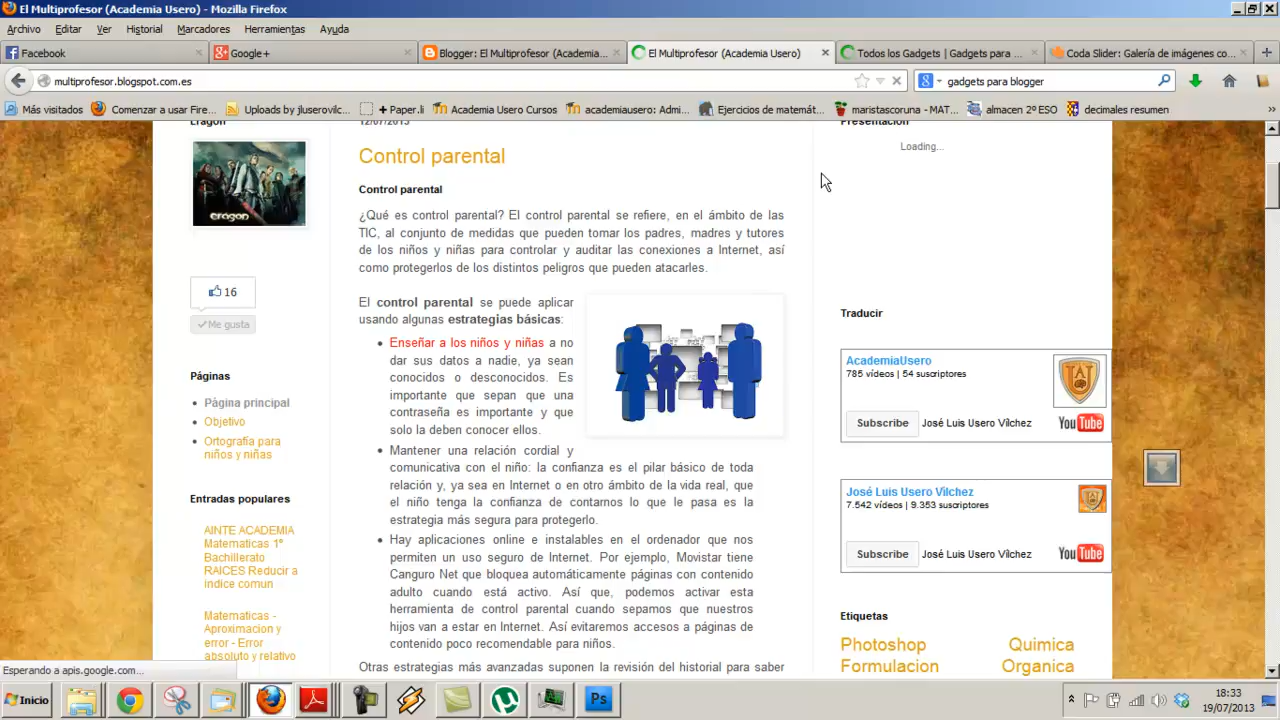 El Multiprofesor (Academia Usero) - Mozilla Firefox
Archivo Editar Ver Historial Marcadores Herramientas Ayuda
Facebook Google+ Blogger: El Multiprofesor (Academia... El Multiprofesor (Academia Usero) Todos los Gadgets | Gadgets para ... Coda Slider: Galería de imágenes co...
multiprofesor.blogspot.com.es gadgets para blogger
Más visitados Comenzar a usar Fire... Uploads by jluserovilc... + Paper.li Academia Usero Cursos academiausero: Admi... Ejercicios de matemát... maristascoruna - MAT... almacen 2º ESO decimales resumen
Eragon 12/07/2013 Presentación
eragon
Loading...
Control parental
Control parental
¿Qué es control parental? El control parental se refiere, en el ámbito de las
TIC, al conjunto de medidas que pueden tomar los padres, madres y tutores
de los niños y niñas para controlar y auditar las conexiones a Internet, así
como protegerlos de los distintos peligros que pueden atacarles.
El control parental se puede aplicar
usando algunas estrategias básicas:
Enseñar a los niños y niñas a no
dar sus datos a nadie, ya sean
conocidos o desconocidos. Es
importante que sepan que una
contraseña es importante y que
solo la deben conocer ellos.
Mantener una relación cordial y
comunicativa con el niño: la confianza es el pilar básico de toda
relación y, ya sea en Internet o en otro ámbito de la vida real, que
el niño tenga la confianza de contarnos lo que le pasa es la
estrategia más segura para protegerlo.
Hay aplicaciones online e instalables en el ordenador que nos
permiten un uso seguro de Internet. Por ejemplo, Movistar tiene
Canguro Net que bloquea automáticamente páginas con contenido
adulto cuando está activo. Así que, podemos activar esta
herramienta de control parental cuando sepamos que nuestros
hijos van a estar en Internet. Así evitaremos accesos a páginas de
contenido poco recomendable para niños.
Otras estrategias más avanzadas suponen la revisión del historial para saber
16
Me gusta
Páginas
Página principal
Objetivo
Ortografía para
niños y niñas
Entradas populares
AINTE ACADEMIA
Matematicas 1º
Bachillerato
RAICES Reducir a
indice comun
Matematicas -
Aproximacion y
error - Error
absoluto y relativo
Traducir
AcademiaUsero
785 vídeos | 54 suscriptores
Subscribe José Luis Usero Vílchez YouTube
José Luis Usero Vílchez
7.542 vídeos | 9.353 suscriptores
Subscribe José Luis Usero Vílchez YouTube
Etiquetas
Photoshop Quimica
Formulacion Organica
Esperando a apis.google.com...
Inicio Ps 18:33
19/07/2013